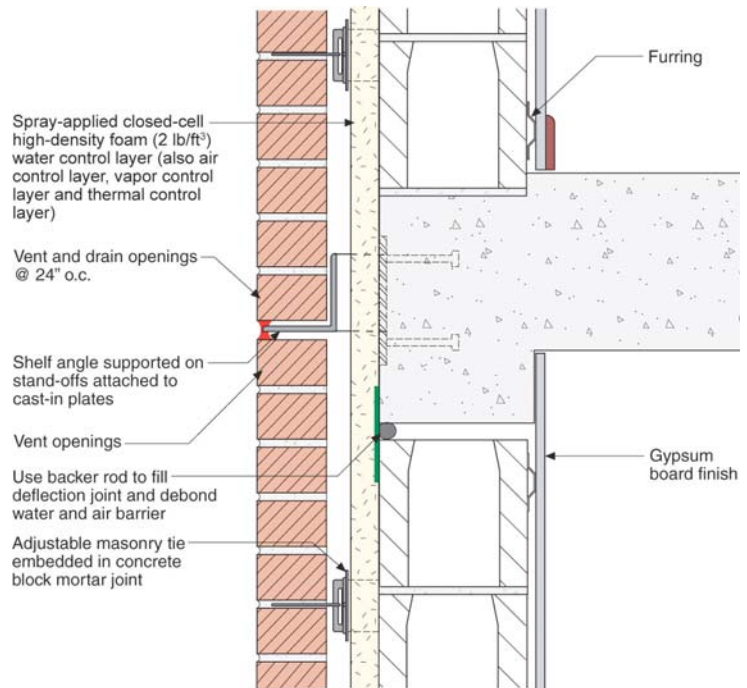 Furring
Spray-applied closed-cell
high-density foam (2 lb/ft³)
water control layer (also air
control layer, vapor control
layer and thermal control
layer)
Vent and drain openings
@ 24” o.c.
Shelf angle supported on
stand-offs attached to
cast-in plates
Vent openings
Use backer rod to fill
deflection joint and debond
water and air barrier
Adjustable masonry tie
embedded in concrete
block mortar joint
Gypsum
board finish